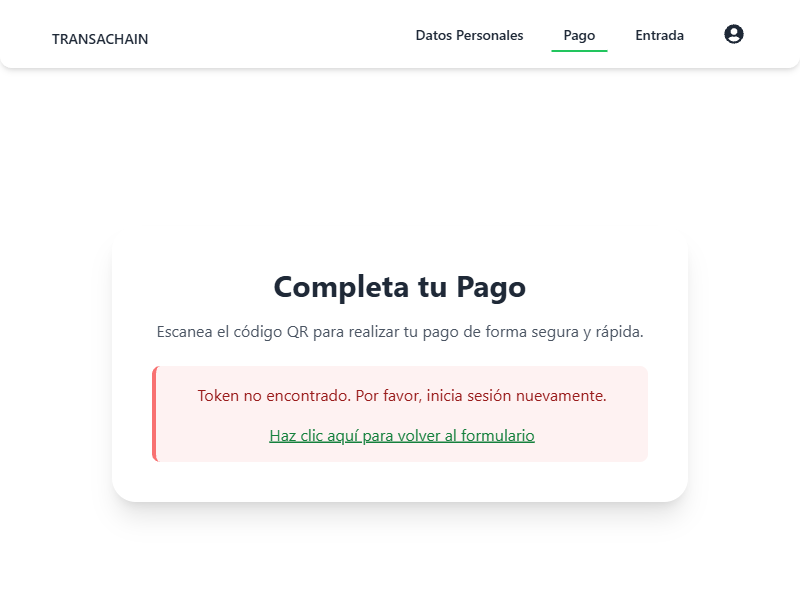 TRANSACHAIN
Datos Personales
Pago
Entrada
Completa tu Pago
Escanea el código QR para realizar tu pago de forma segura y rápida.
Token no encontrado. Por favor, inicia sesión nuevamente.
Haz clic aquí para volver al formulario